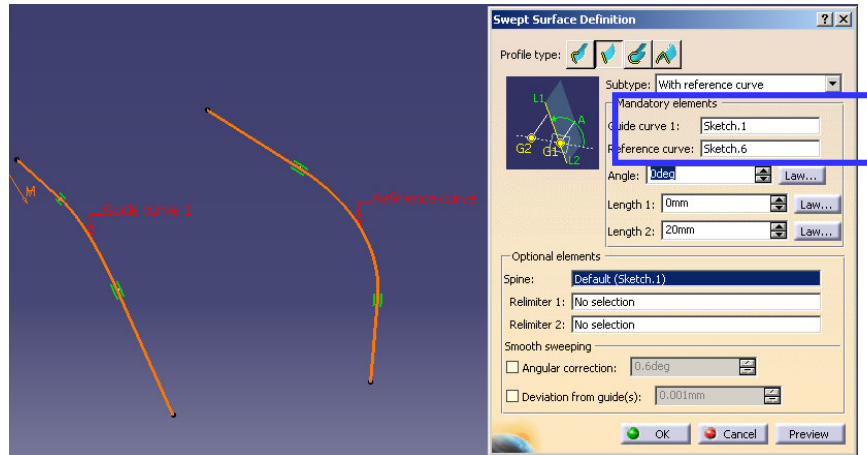 Swept Surface Definition
Profile type:
Subtype: With reference curve
Mandatory elements
Guide curve 1: Sketch.1
Reference curve: Sketch.6
Angle: 0deg Law...
Length 1: 0mm Law...
Length 2: 20mm Law...
L1
A
G2
G1
L2
Optional elements
Spine: Default (Sketch.1)
Relimiter 1: No selection
Relimiter 2: No selection
Smooth sweeping
Angular correction: 0.6deg
Deviation from guide(s): 0.001mm
OK Cancel Preview
M
Guide curve 1
Reference curve